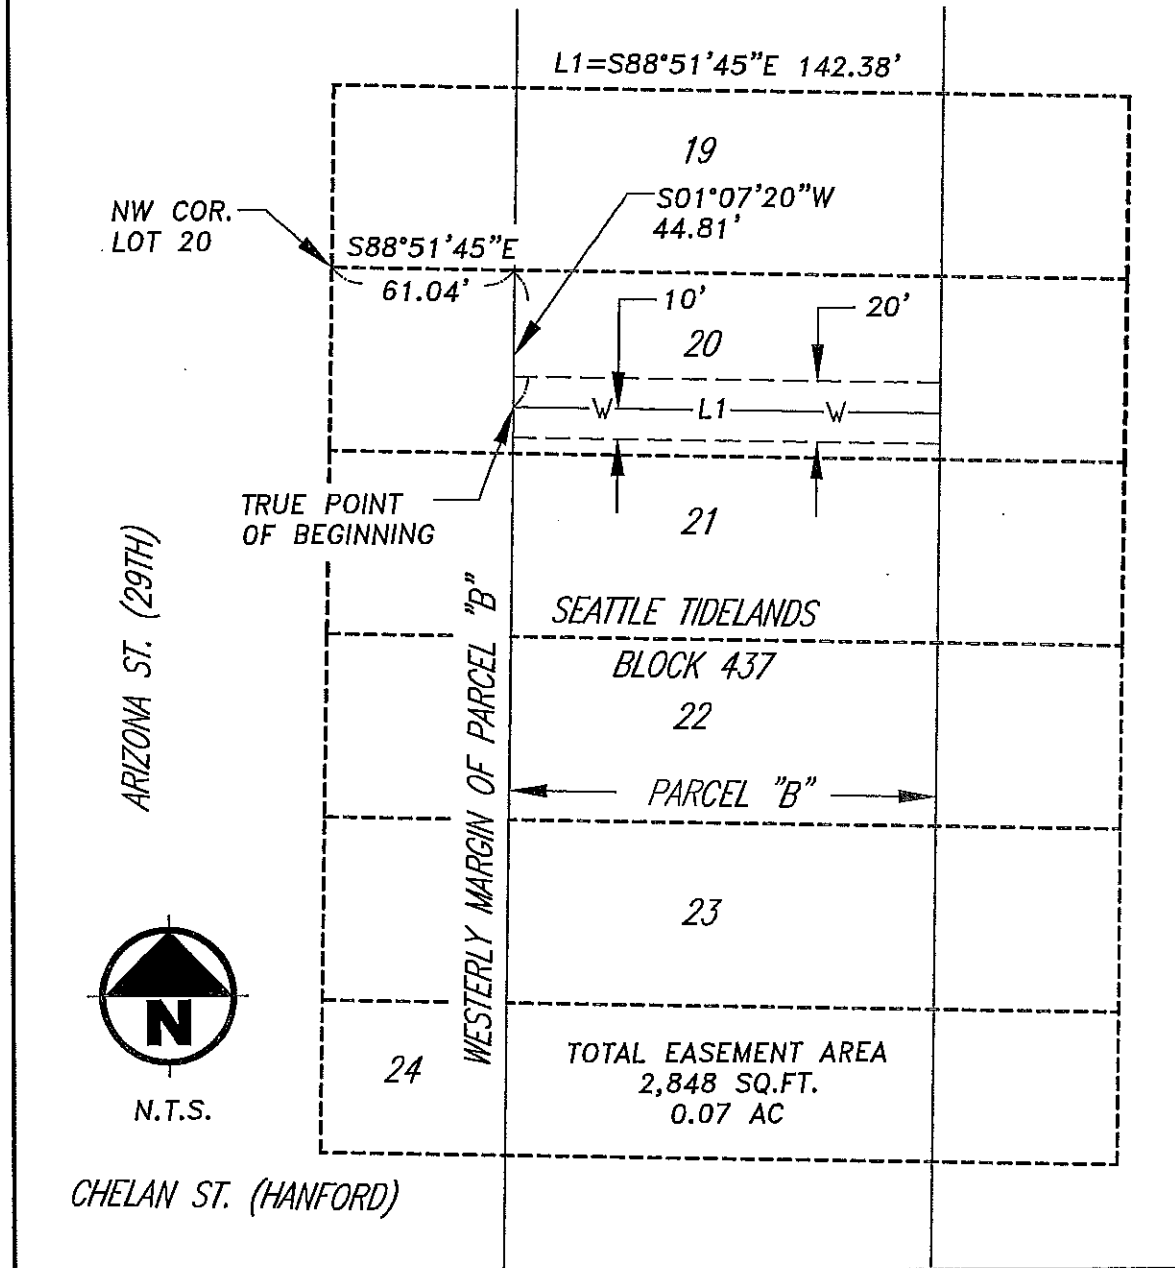 L1=S88°51'45"E 142.38'
19
S01°07'20"W
44.81'
NW COR.
LOT 20
S88°51'45"E
61.04'
10'
20'
20
W L1 W
TRUE POINT
OF BEGINNING
21
ARIZONA ST. (29TH)
WESTERLY MARGIN OF PARCEL "B"
SEATTLE TIDELANDS
BLOCK 437
22
PARCEL "B"
23
N
N.T.S.
24
TOTAL EASEMENT AREA
2,848 SQ.FT.
0.07 AC
CHELAN ST. (HANFORD)